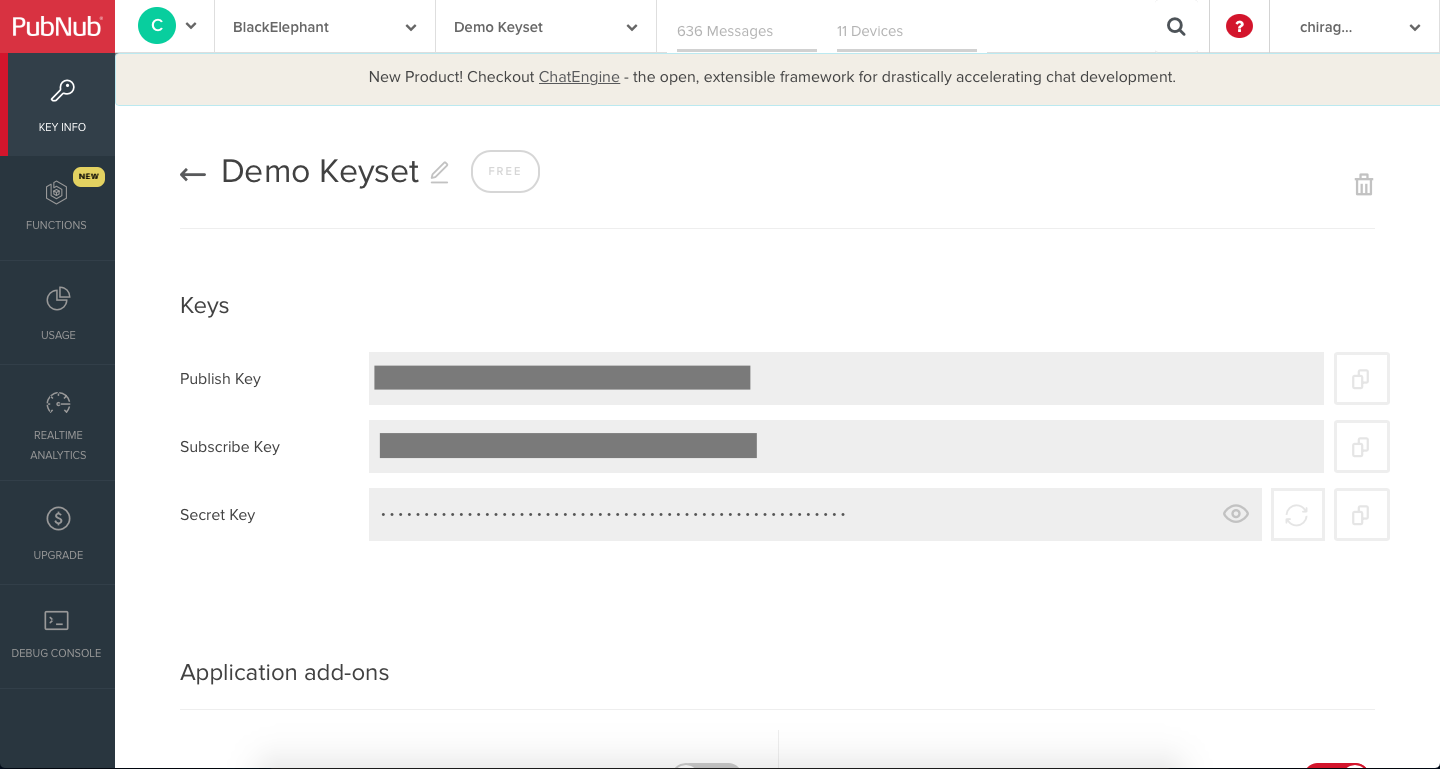 PubNub
C
BlackElephant
Demo Keyset
636 Messages
11 Devices
?
chirag...
New Product! Checkout ChatEngine - the open, extensible framework for drastically accelerating chat development.
KEY INFO
NEW
FUNCTIONS
USAGE
REALTIME
ANALYTICS
$
UPGRADE
DEBUG CONSOLE
Demo Keyset
FREE
Keys
Publish Key
Subscribe Key
Secret Key
Application add-ons